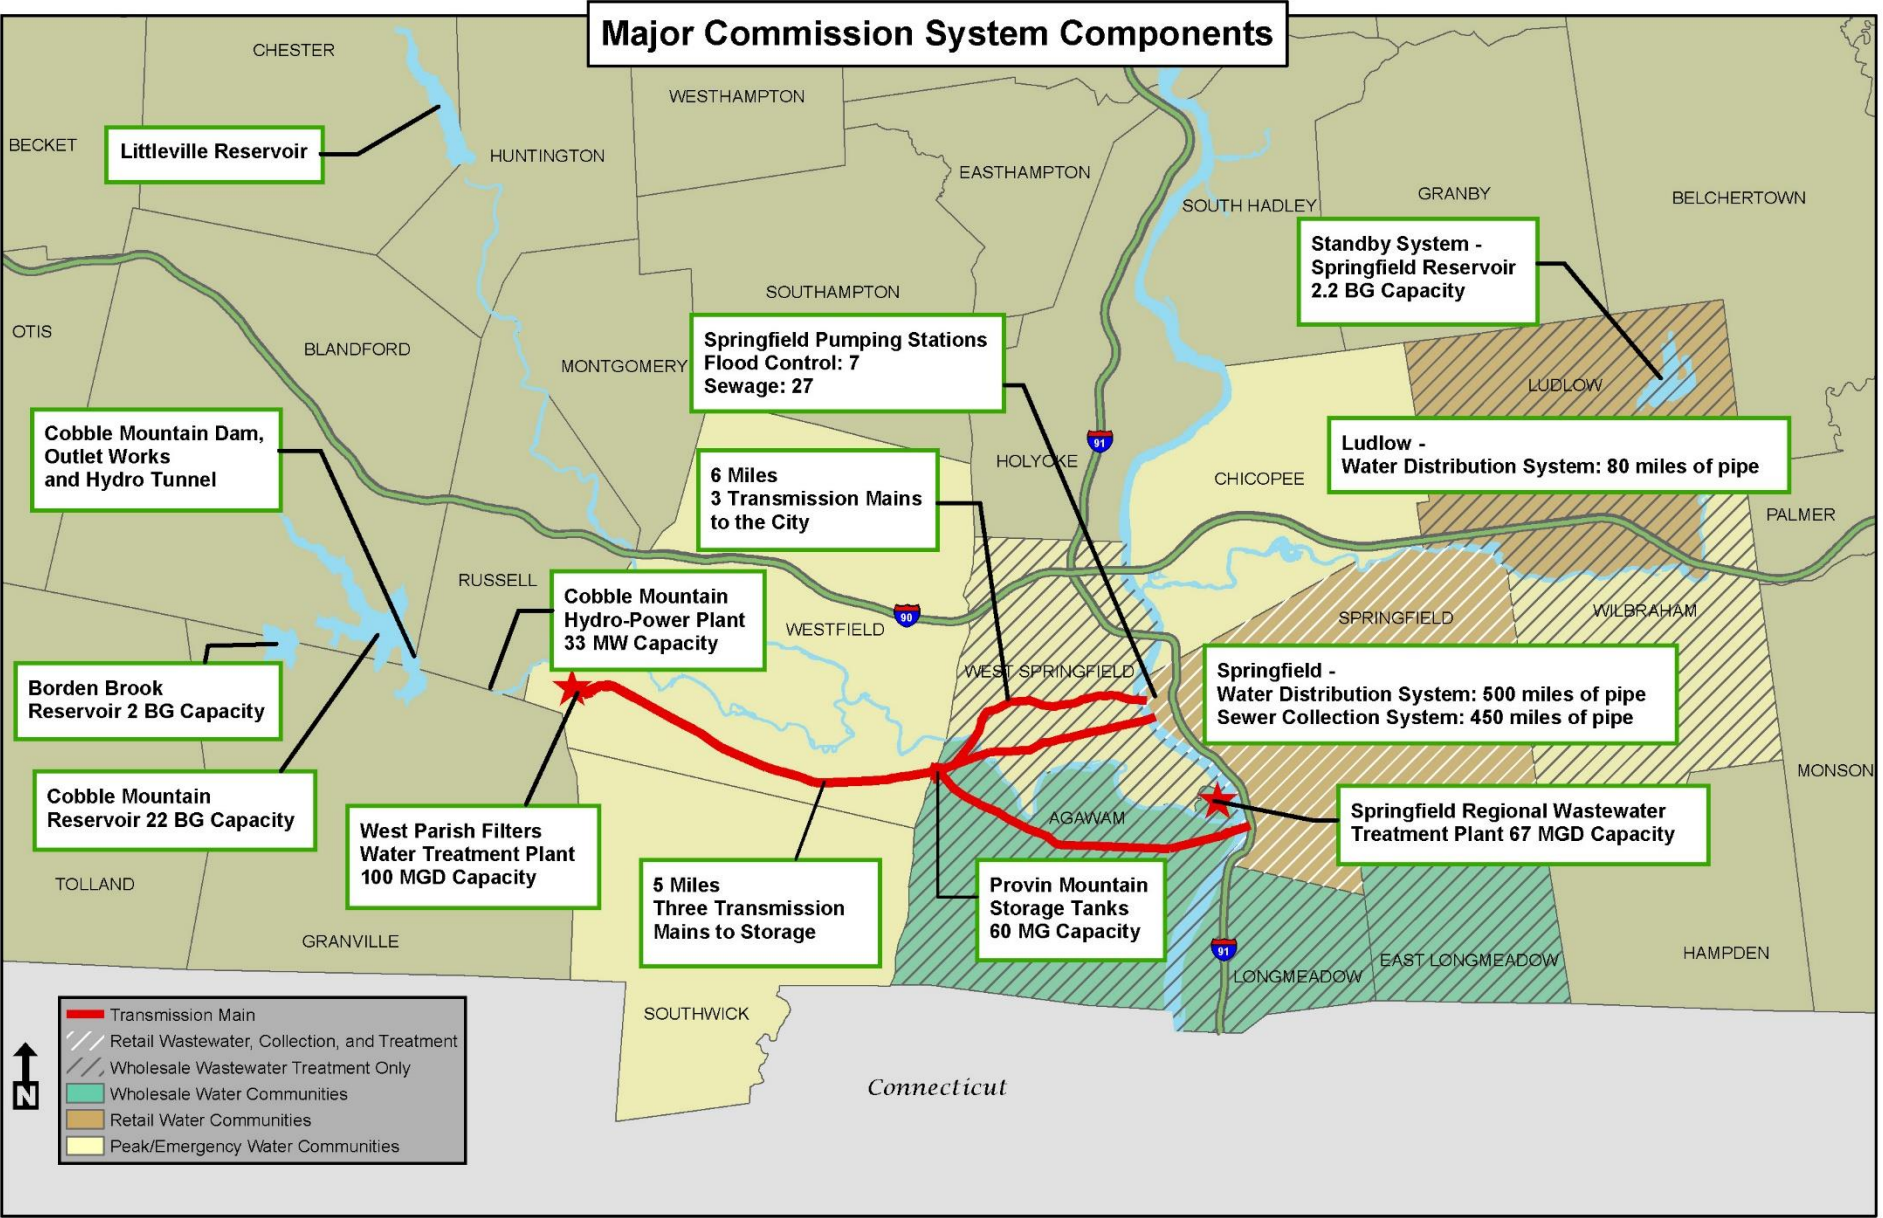 Major Commission System Components
CHESTER
WESTHAMPTON
BECKET
Littleville Reservoir
HUNTINGTON
EASTHAMPTON
SOUTH HADLEY
GRANBY
BELCHERTOWN
Standby System -
Springfield Reservoir
2.2 BG Capacity
SOUTHAMPTON
OTIS
BLANDFORD
MONTGOMERY
Springfield Pumping Stations
Flood Control: 7
Sewage: 27
LUDLOW
Cobble Mountain Dam,
Outlet Works
and Hydro Tunnel
6 Miles
3 Transmission Mains
to the City
HOLYOKE
91
CHICOPEE
Ludlow -
Water Distribution System: 80 miles of pipe
PALMER
RUSSELL
Cobble Mountain
Hydro-Power Plant
33 MW Capacity
WESTFIELD
90
SPRINGFIELD
WILBRAHAM
WEST SPRINGFIELD
Springfield -
Water Distribution System: 500 miles of pipe
Sewer Collection System: 450 miles of pipe
Borden Brook
Reservoir 2 BG Capacity
Cobble Mountain
Reservoir 22 BG Capacity
MONSON
West Parish Filters
Water Treatment Plant
100 MGD Capacity
AGAWAM
Springfield Regional Wastewater
Treatment Plant 67 MGD Capacity
TOLLAND
5 Miles
Three Transmission
Mains to Storage
Provin Mountain
Storage Tanks
60 MG Capacity
GRANVILLE
91
LONGMEADOW
EAST LONGMEADOW
HAMPDEN
SOUTHWICK
Transmission Main
Retail Wastewater, Collection, and Treatment
Wholesale Wastewater Treatment Only
Wholesale Water Communities
Retail Water Communities
Peak/Emergency Water Communities
N
Connecticut